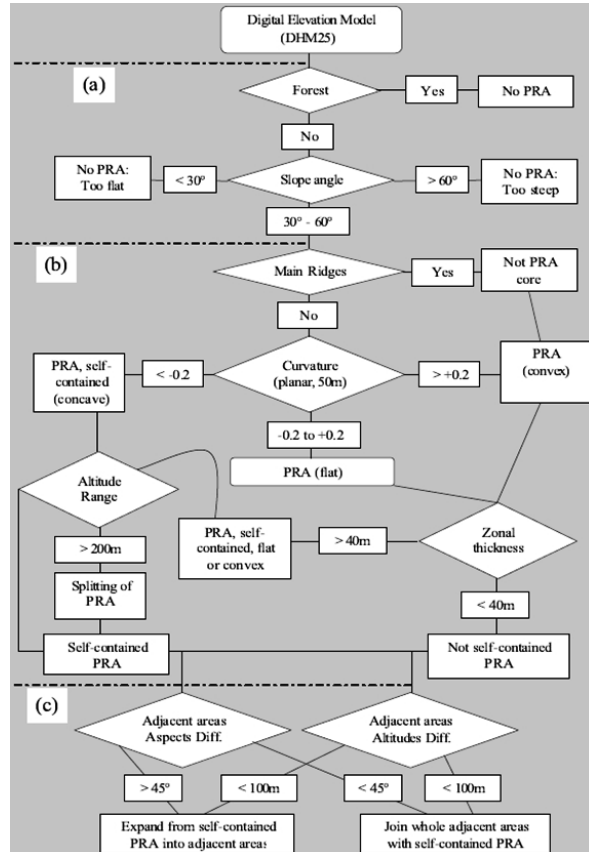 Digital Elevation Model
(DHM25)
(a)
Forest
Yes
No PRA
No
No PRA:
Too flat
< 30°
Slope angle
> 60°
No PRA:
Too steep
30° - 60°
(b)
Main Ridges
Yes
Not PRA
core
No
PRA, self-
contained
(concave)
< -0.2
Curvature
(planar, 50m)
> +0.2
PRA
(convex)
-0.2 to +0.2
PRA (flat)
Altitude
Range
PRA, self-
contained, flat
or convex
> 40m
Zonal
thickness
> 200m
Splitting of
PRA
< 40m
Self-contained
PRA
Not self-contained
PRA
(c)
Adjacent areas
Aspects Diff.
Adjacent areas
Altitudes Diff.
> 45°
< 100m
< 45°
< 100m
Expand from self-contained
PRA into adjacent areas
Join whole adjacent areas
with self-contained PRA